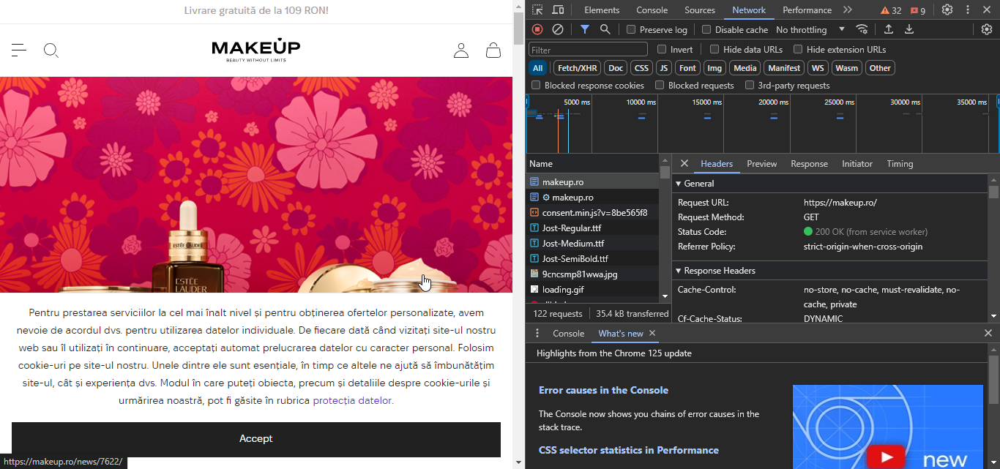 Livrare gratuită de la 109 RON!
MAKEUP
BEAUTY WITHOUT LIMITS
ESTĒE LAUDER
ESTĒE
LAUDER
Pentru prestarea serviciilor la cel mai înalt nivel și pentru obținerea ofertelor personalizate, avem
nevoie de acordul dvs. pentru utilizarea datelor individuale. De fiecare dată când vizitați site-ul nostru
web sau îl utilizați în continuare, acceptați automat prelucrarea datelor cu caracter personal. Folosim
cookie-uri pe site-ul nostru. Unele dintre ele sunt esențiale, în timp ce altele ne ajută să îmbunătățim
site-ul, cât și experiența dvs. Modul în care puteți obiecta, precum și detaliile despre cookie-urile și
urmărirea noastră, pot fi găsite în rubrica protecția datelor.
Accept
https://makeup.ro/news/7622/
Elements Console Sources Network Performance 32 9
Preserve log Disable cache No throttling
Filter Invert Hide data URLs Hide extension URLs
All Fetch/XHR Doc CSS JS Font Img Media Manifest WS Wasm Other
Blocked response cookies Blocked requests 3rd-party requests
5000 ms 10000 ms 15000 ms 20000 ms 25000 ms 30000 ms 35000 ms
Name
makeup.ro
makeup.ro
consent.min.js?v=8be565f8
Jost-Regular.ttf
Jost-Medium.ttf
Jost-SemiBold.ttf
9cncsmp81wwa.jpg
loading.gif
122 requests 35.4 kB transferred
Headers Preview Response Initiator Timing
General
Request URL: https://makeup.ro/
Request Method: GET
Status Code: 200 OK (from service worker)
Referrer Policy: strict-origin-when-cross-origin
Response Headers
Cache-Control: no-store, no-cache, must-revalidate, no-
cache, private
Cf-Cache-Status: DYNAMIC
Console What's new
Highlights from the Chrome 125 update
Error causes in the Console
The Console now shows you chains of error causes in the
stack trace.
CSS selector statistics in Performance
new